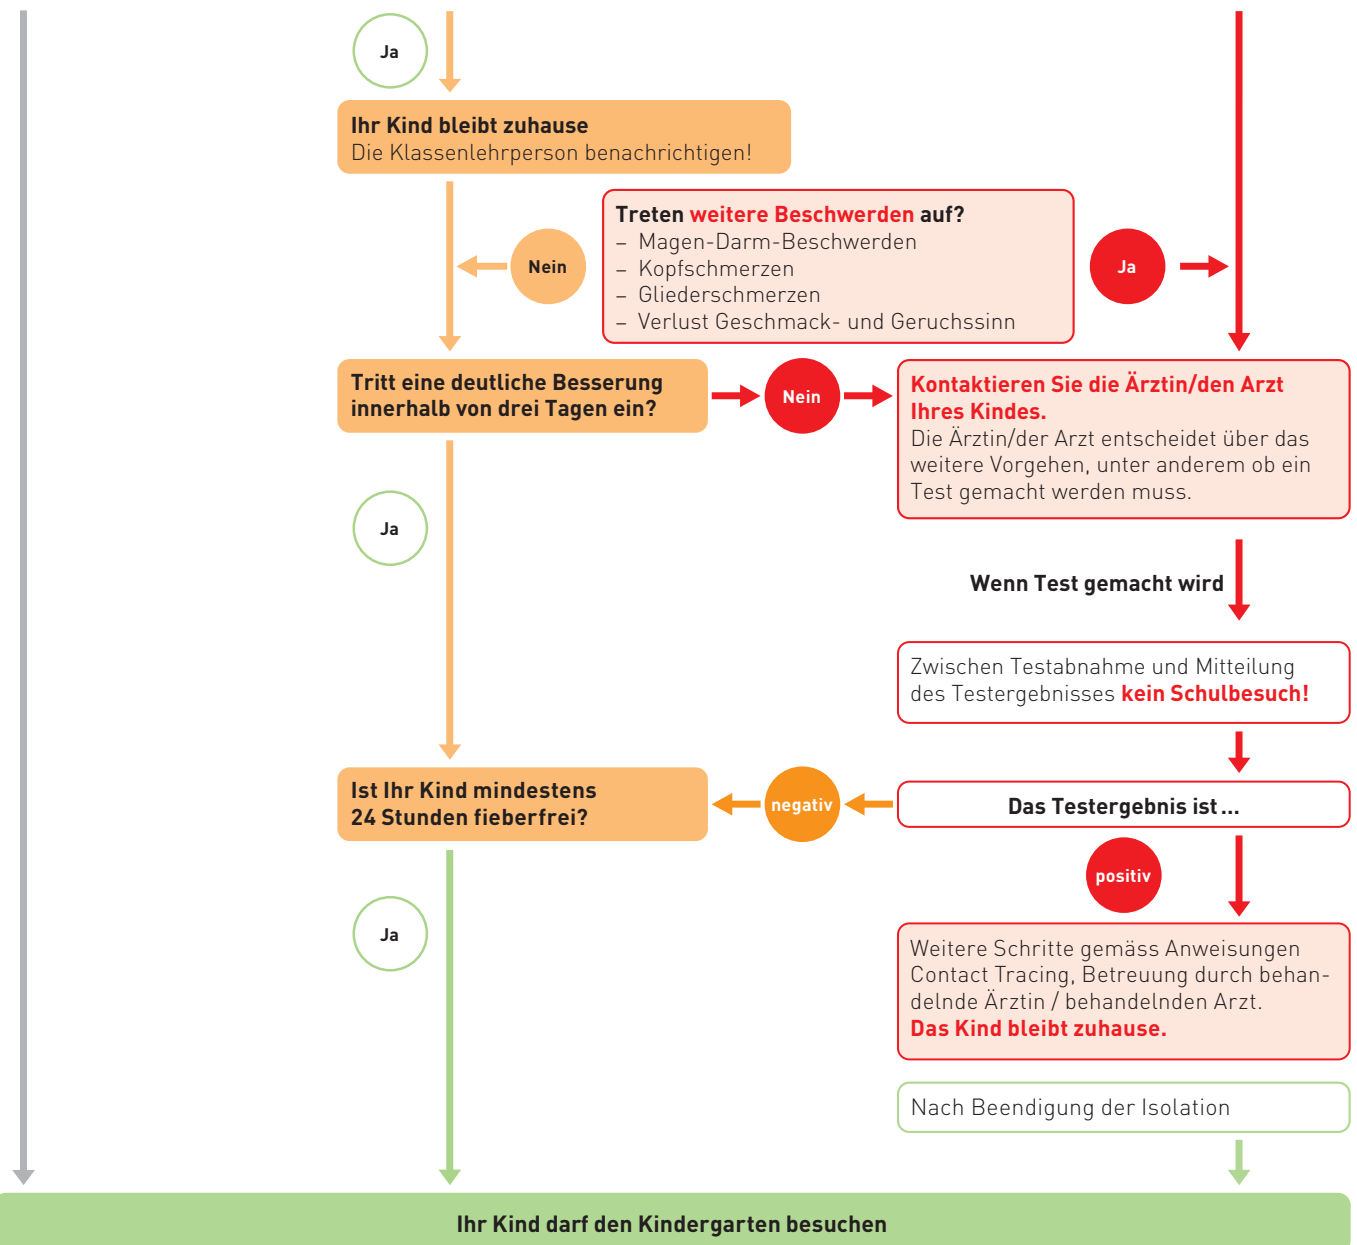 Ja
Ihr Kind bleibt zuhause
Die Klassenlehrperson benachrichtigen!
Treten weitere Beschwerden auf?
– Magen-Darm-Beschwerden
– Kopfschmerzen
– Gliederschmerzen
– Verlust Geschmack- und Geruchssinn
Nein
Ja
Tritt eine deutliche Besserung
innerhalb von drei Tagen ein?
Nein
Kontaktieren Sie die Ärztin/den Arzt
Ihres Kindes.
Die Ärztin/der Arzt entscheidet über das
weitere Vorgehen, unter anderem ob ein
Test gemacht werden muss.
Ja
Wenn Test gemacht wird
Zwischen Testabnahme und Mitteilung
des Testergebnisses kein Schulbesuch!
Ist Ihr Kind mindestens
24 Stunden fieberfrei?
negativ
Das Testergebnis ist ...
positiv
Ja
Weitere Schritte gemäss Anweisungen
Contact Tracing, Betreuung durch behan-
delnde Ärztin / behandelnden Arzt.
Das Kind bleibt zuhause.
Nach Beendigung der Isolation
Ihr Kind darf den Kindergarten besuchen